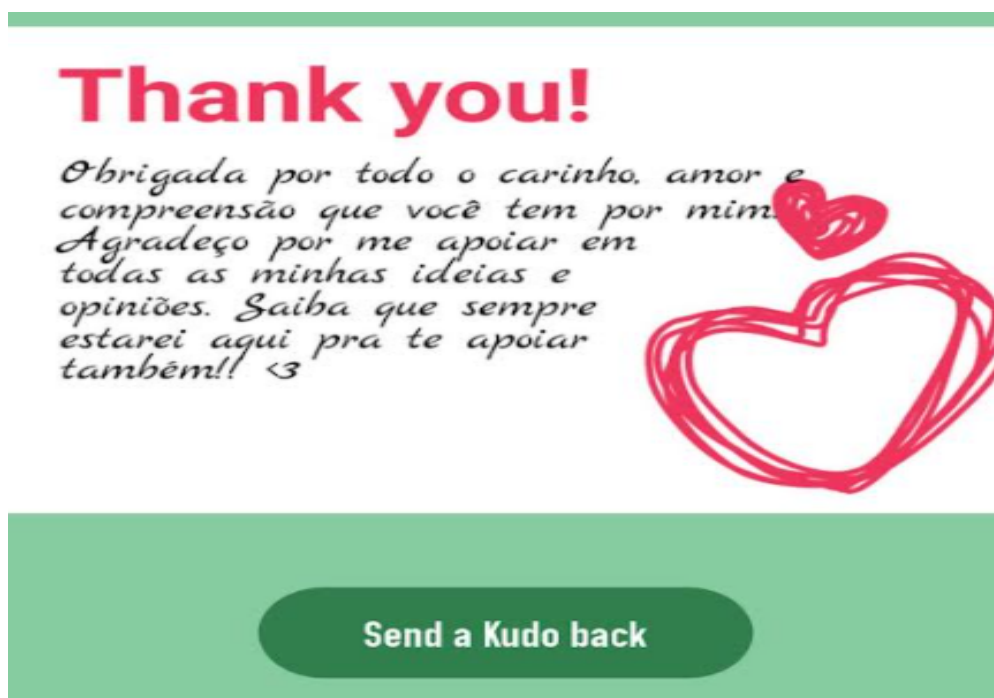 Thank you!
Obrigada por todo o carinho, amor e
compreensão que você tem por mim.
Agradeço por me apoiar em
todas as minhas ideias e
opiniões. Saiba que sempre
estarei aqui pra te apoiar
também!! <3
Send a Kudo back